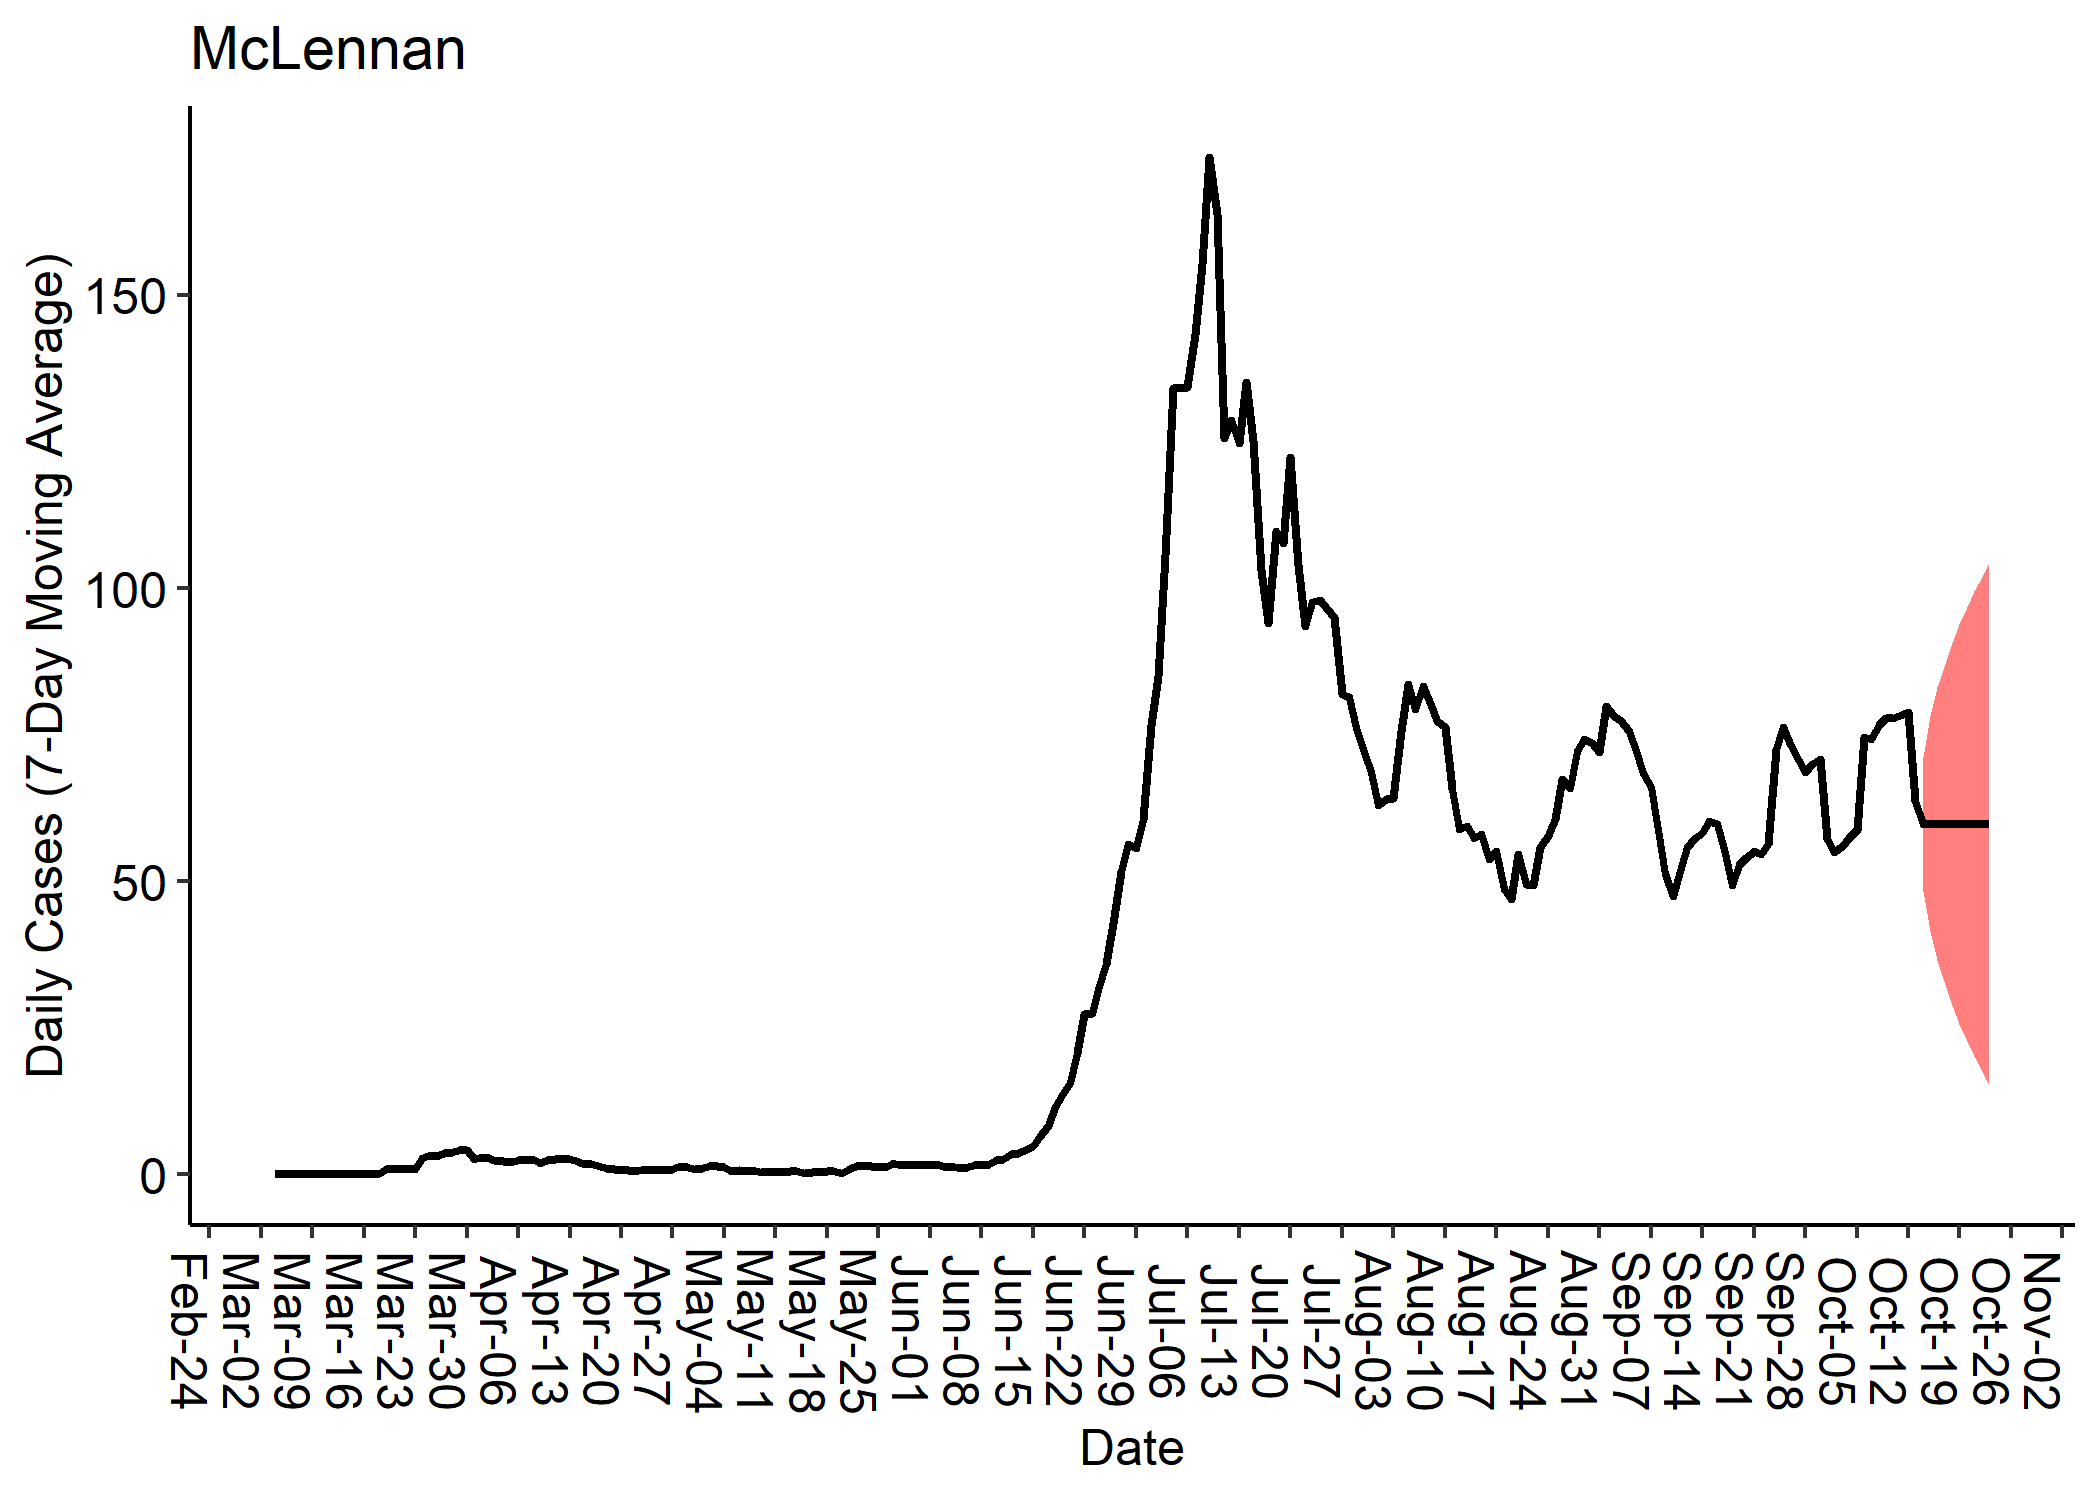 McLennan
Daily Cases (7-Day Moving Average)
150
100
50
0
Feb-24
Mar-02
Mar-09
Mar-16
Mar-23
Mar-30
Apr-06
Apr-13
Apr-20
Apr-27
May-04
May-11
May-18
May-25
Jun-01
Jun-08
Jun-15
Jun-22
Jun-29
Jul-06
Jul-13
Jul-20
Jul-27
Aug-03
Aug-10
Aug-17
Aug-24
Aug-31
Sep-07
Sep-14
Sep-21
Sep-28
Oct-05
Oct-12
Oct-19
Oct-26
Nov-02
Date